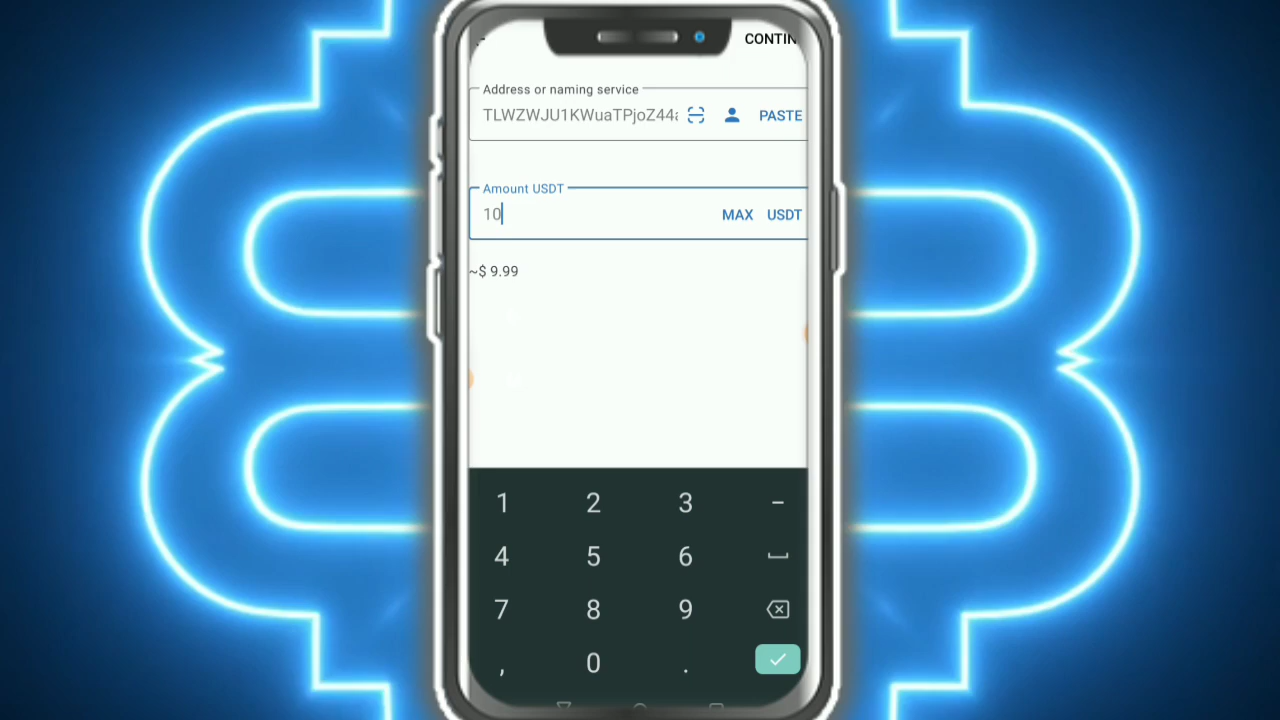 CONTIN
Address or naming service
TLWZWJU1KWuaTPjoZ44 PASTE
Amount USDT
10 MAX USDT
~$ 9.99
1 2 3 -
4 5 6
7 8 9
, 0 .